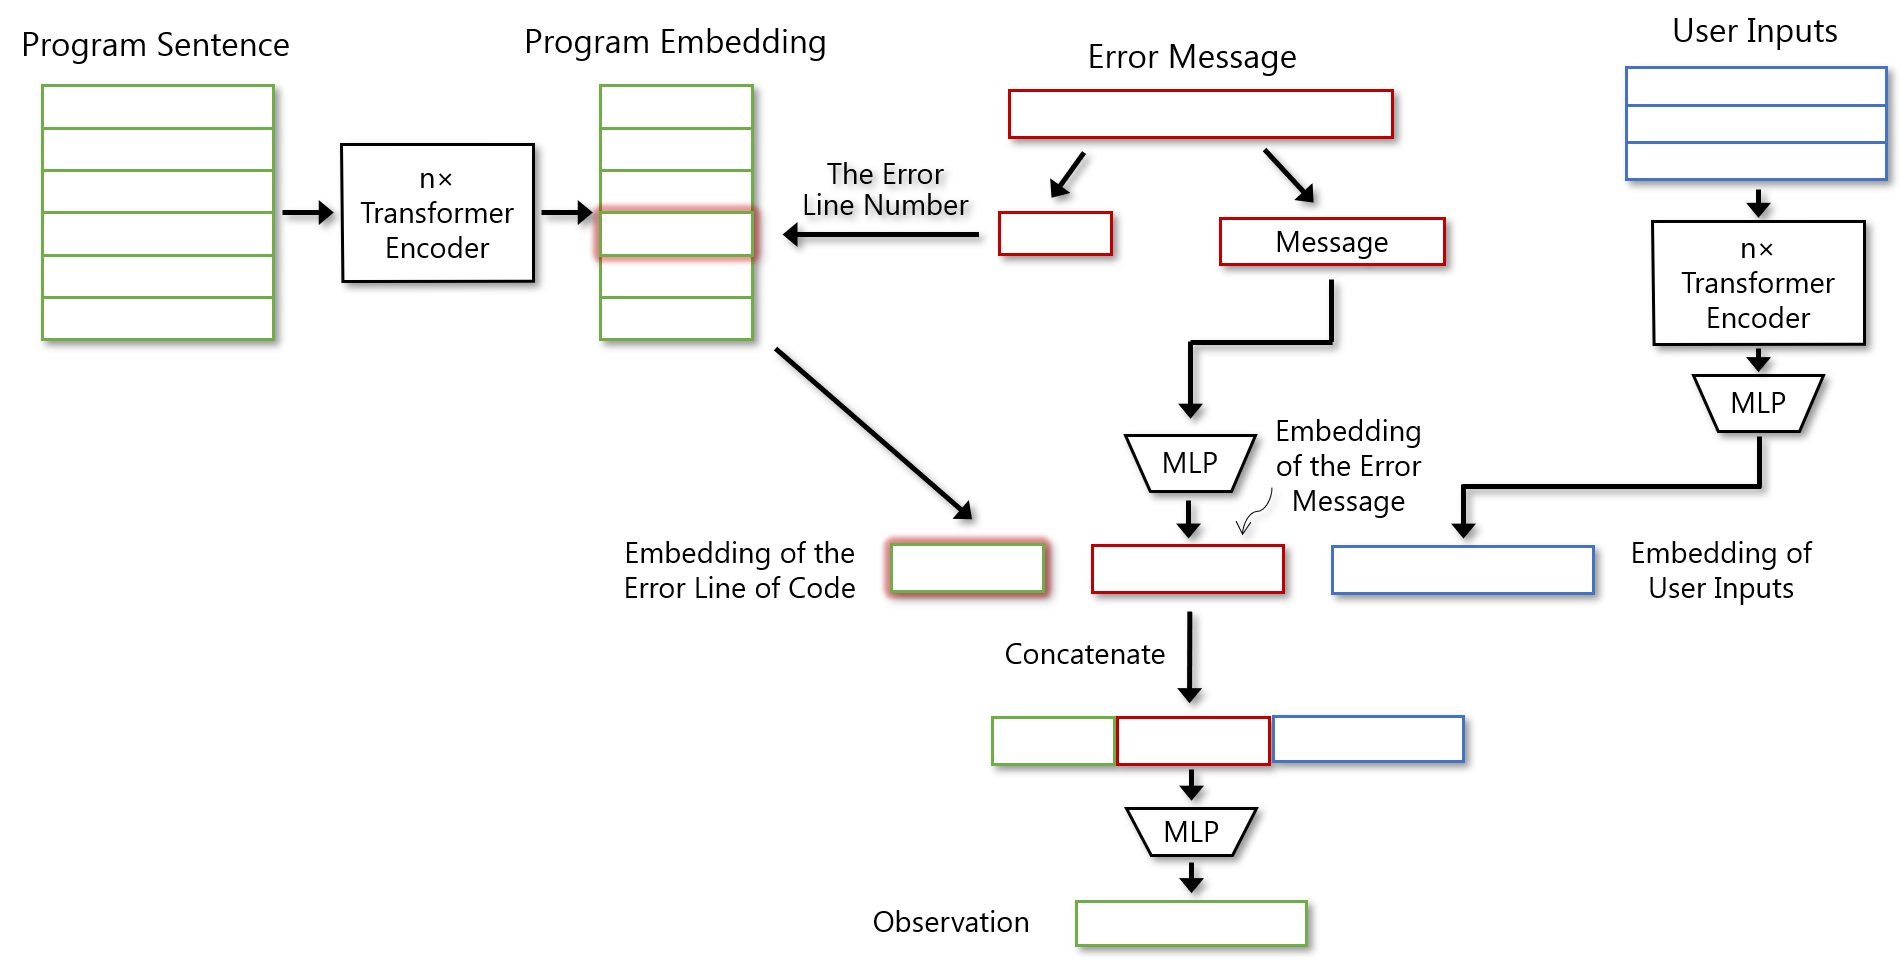 Program Sentence
Program Embedding
Error Message
User Inputs
n×
Transformer
Encoder
The Error
Line Number
Message
n×
Transformer
Encoder
MLP
MLP
Embedding
of the Error
Message
Embedding of the
Error Line of Code
Embedding of
User Inputs
Concatenate
MLP
Observation